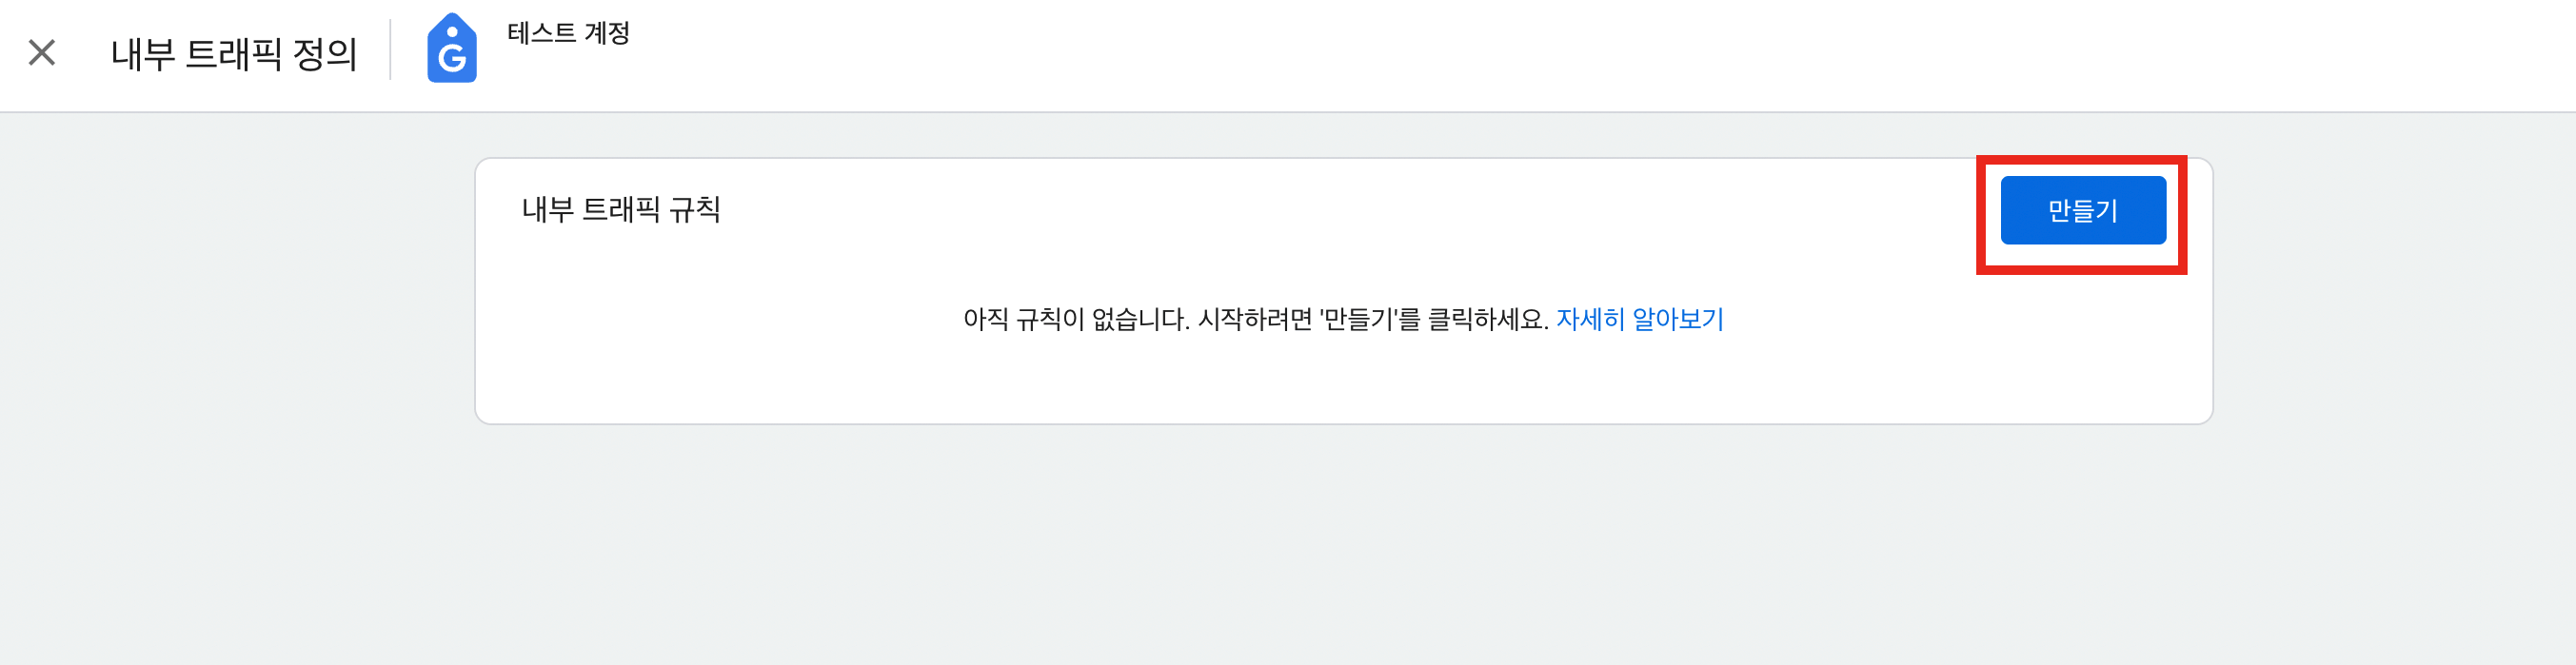 내부 트래픽 정의
테스트 계정
내부 트래픽 규칙
만들기
아직 규칙이 없습니다. 시작하려면 '만들기'를 클릭하세요. 자세히 알아보기